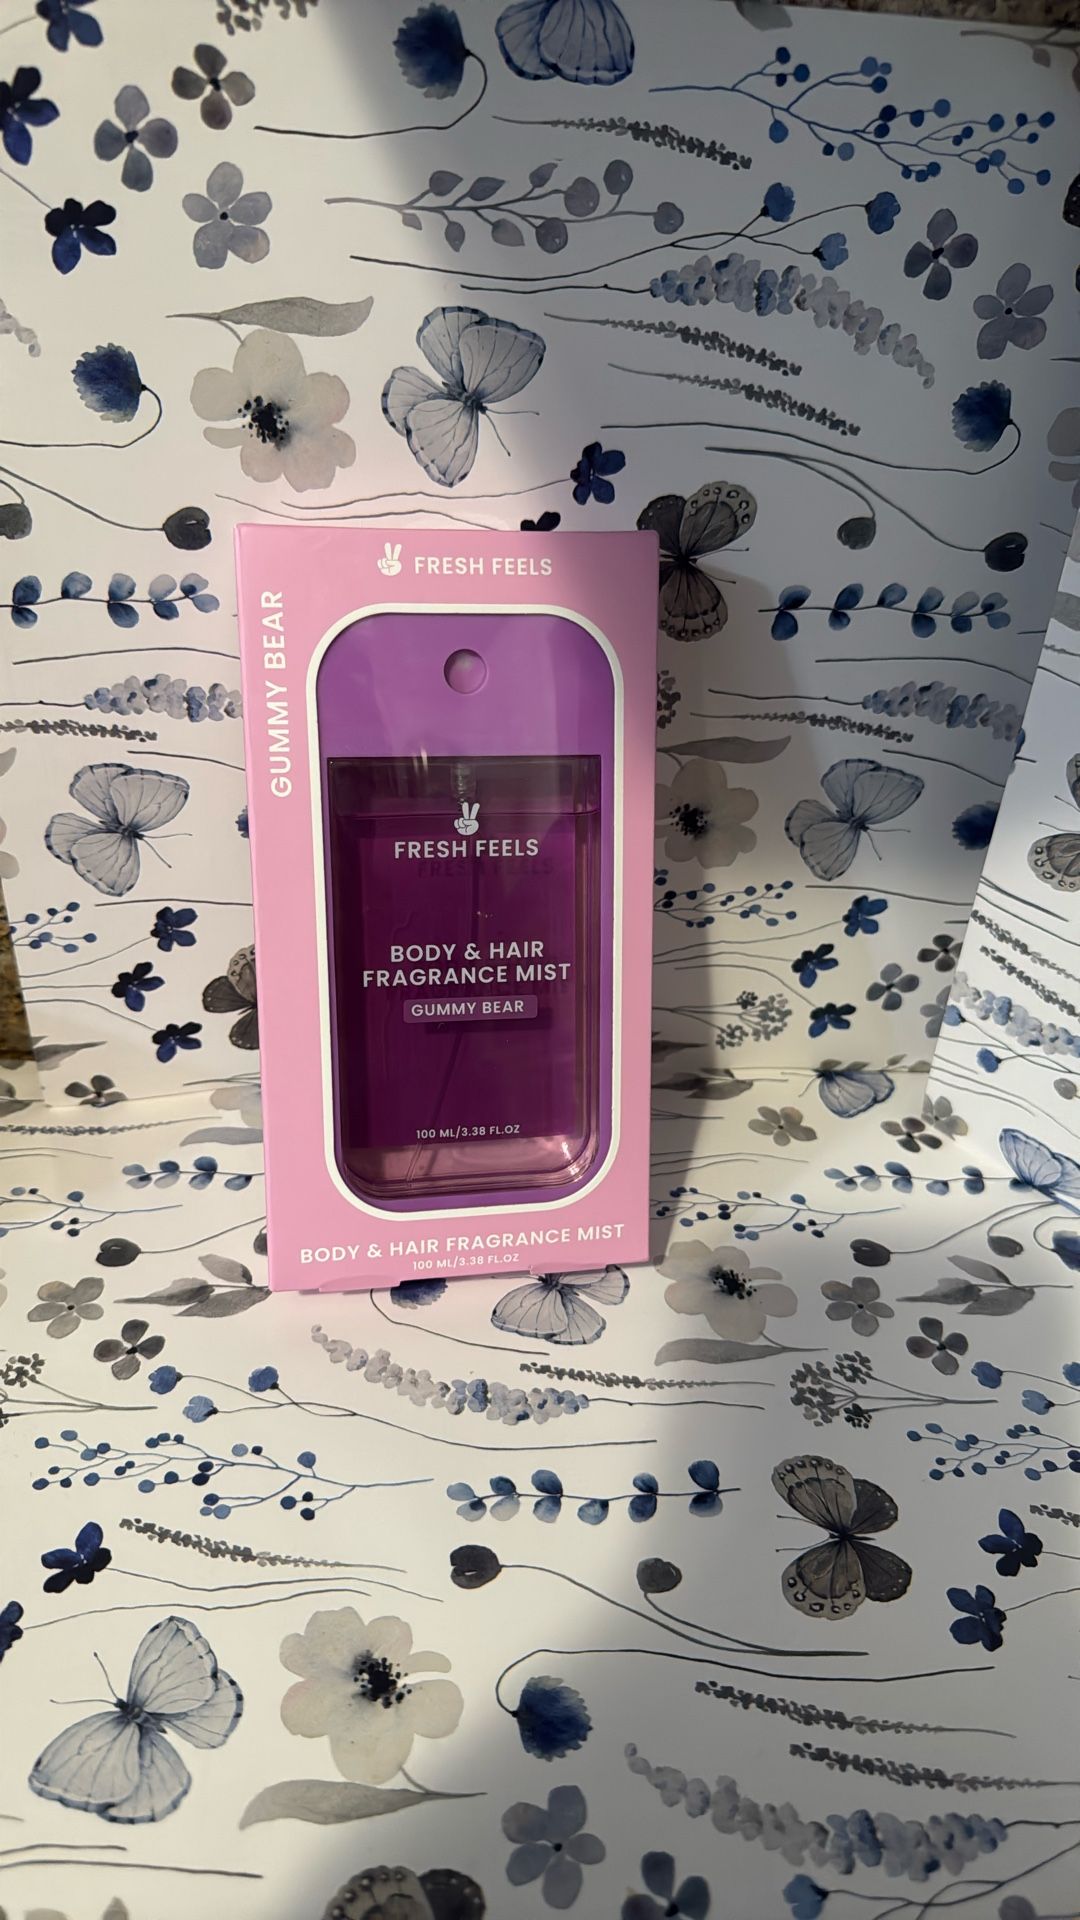 FRESH FEELS
GUMMY BEAR
FRESH FEELS
BODY & HAIR
FRAGRANCE MIST
GUMMY BEAR
100 ML/3.38 FL.OZ
BODY & HAIR FRAGRANCE MIST
100 ML/3.38 FL.OZ